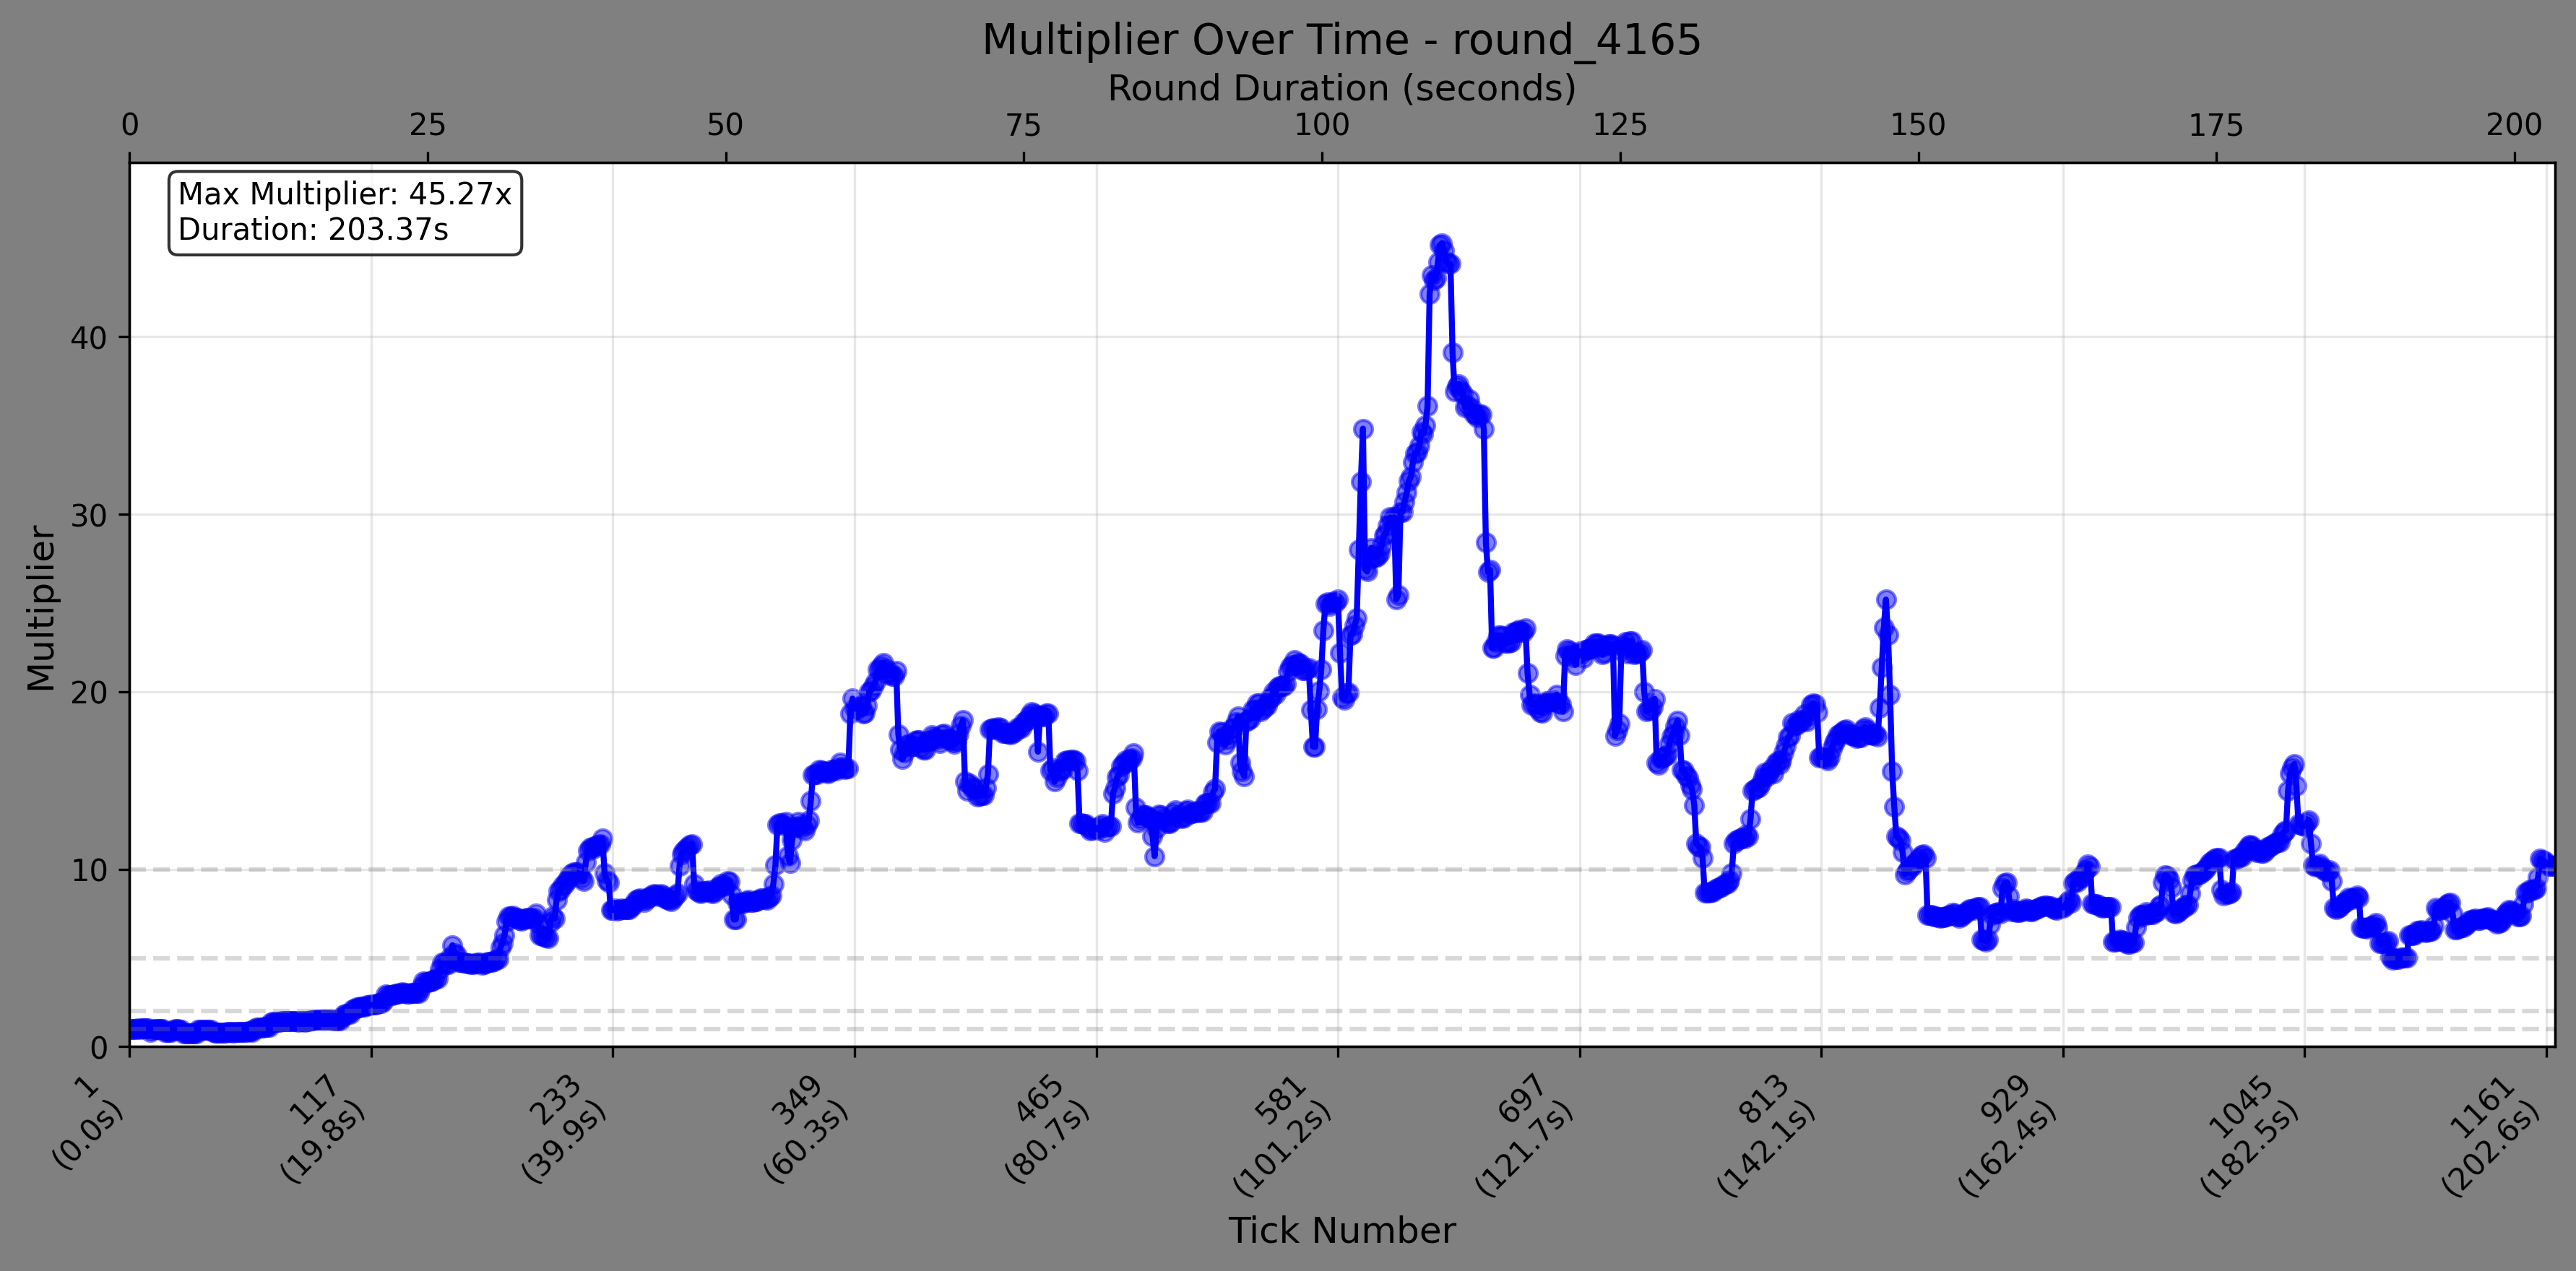 Multiplier Over Time - round_4165
Round Duration (seconds)
0 25 50 75 100 125 150 175 200
Max Multiplier: 45.27x
Duration: 203.37s
Multiplier
40
30
20
10
0
1
(0.0s)
117
(19.8s)
233
(39.9s)
349
(60.3s)
465
(80.7s)
581
(101.2s)
697
(121.7s)
813
(142.1s)
929
(162.4s)
1045
(182.5s)
1161
(202.6s)
Tick Number